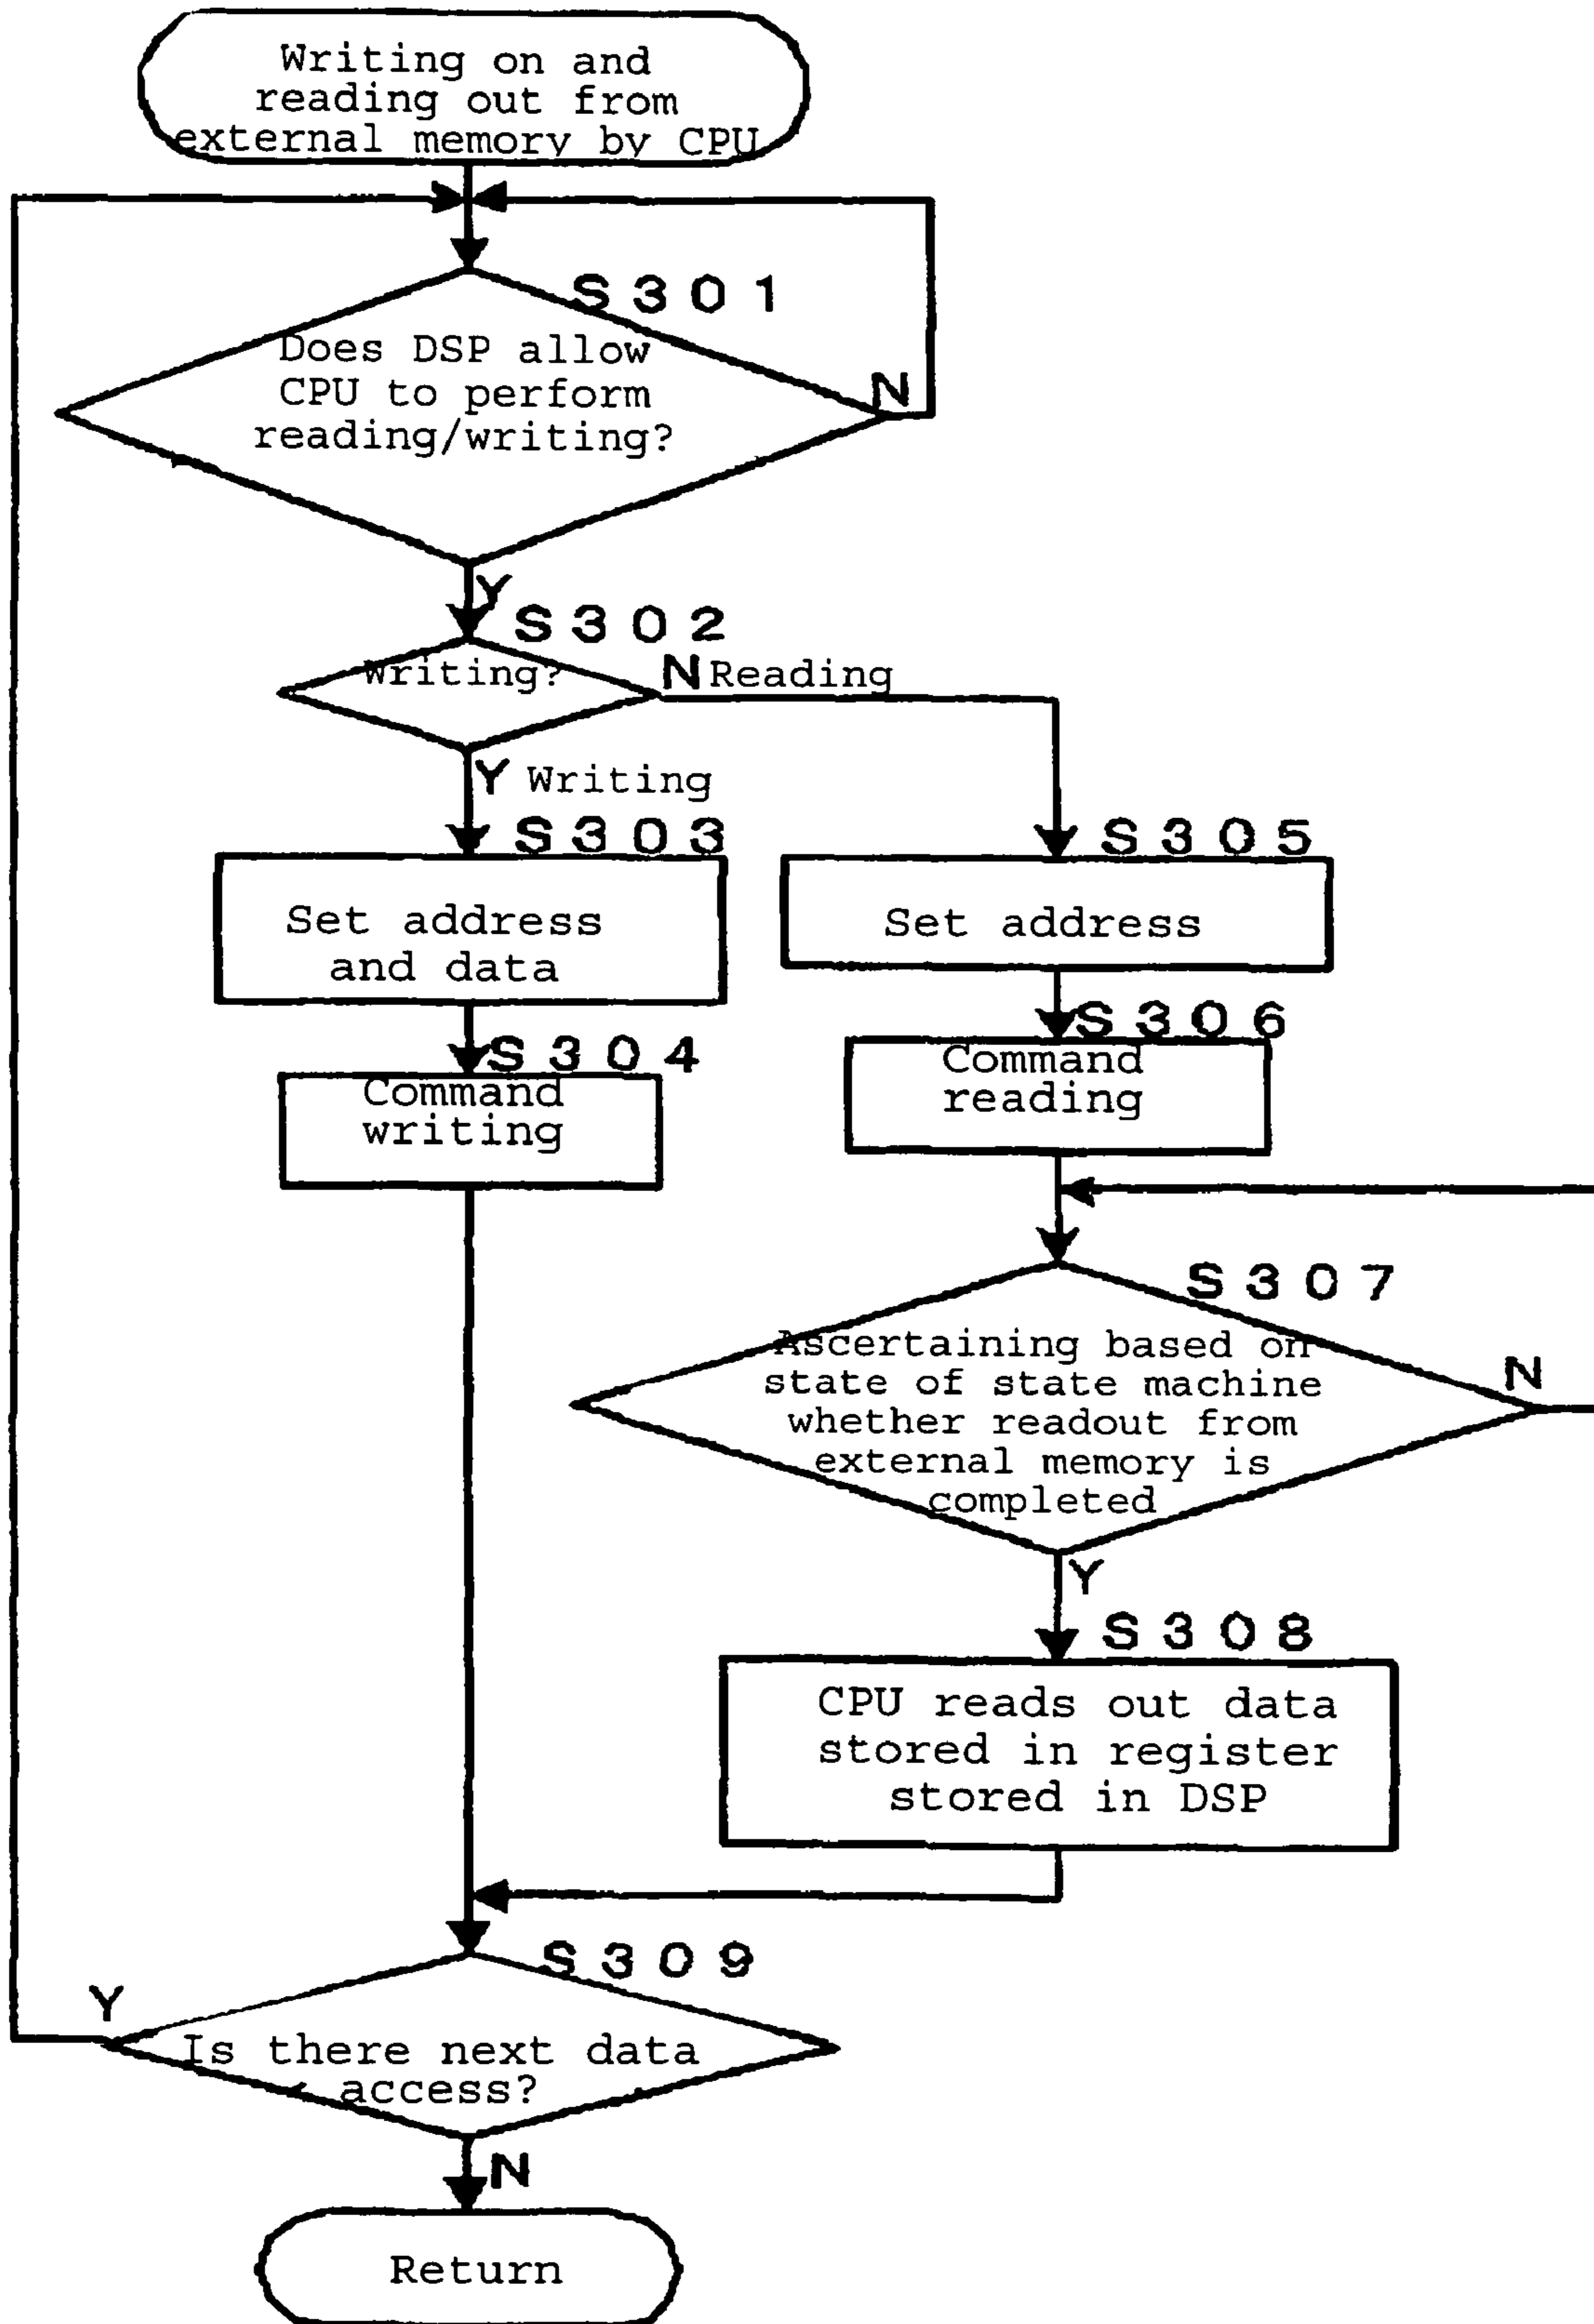 Writing on and
reading out from
external memory by CPU
S301
Does DSP allow
CPU to perform
reading/writing?
N
Y
S302
Writing?
N Reading
Y Writing
S303
Set address
and data
S304
Command
writing
S305
Set address
S306
Command
reading
S307
Ascertaining based on
state of state machine
whether readout from
external memory is
completed
N
Y
S308
CPU reads out data
stored in register
stored in DSP
S309
Y
Is there next data
access?
N
Return